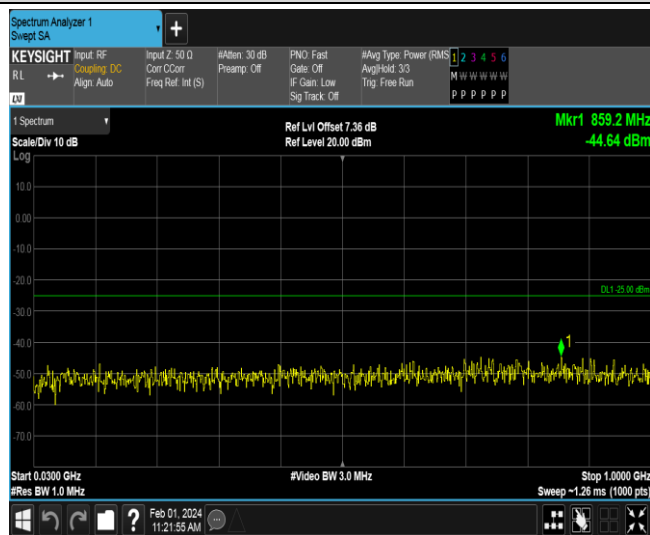 Spectrum Analyzer 1
Swept SA
+
KEYSIGHT
RL
LXI
Input: RF
Coupling: DC
Align: Auto
Input Z: 50 Ω
Corr CCorr
Freq Ref: Int (S)
#Atten: 30 dB
Preamp: Off
PNO: Fast
Gate: Off
IF Gain: Low
Sig Track: Off
#Avg Type: Power (RMS
Avg|Hold: 3/3
Trig: Free Run
1 2 3 4 5 6
M W W W W W
P P P P P P
1 Spectrum
Scale/Div 10 dB
Ref Lvl Offset 7.36 dB
Ref Level 20.00 dBm
Mkr1 859.2 MHz
-44.64 dBm
Log
10.0
0.00
-10.0
-20.0
DL1 -25.00 dBm
-30.0
-40.0
1
-50.0
-60.0
-70.0
Start 0.0300 GHz
#Res BW 1.0 MHz
#Video BW 3.0 MHz
Stop 1.0000 GHz
Sweep ~1.26 ms (1000 pts)
?
Feb 01, 2024
11:21:55 AM